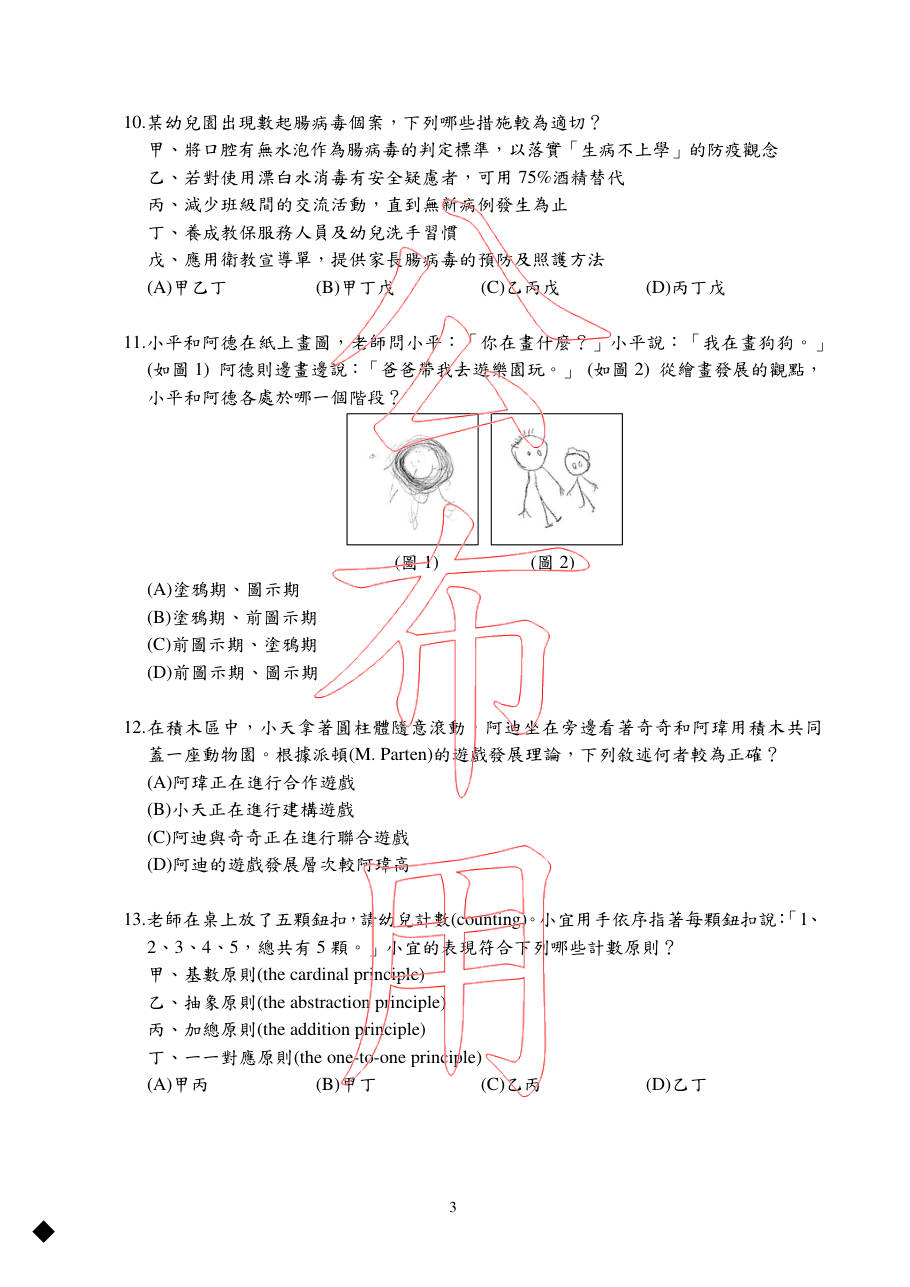 10.某幼兒園出現數起腸病毒個案，下列哪些措施較為適切？
甲、將口腔有無水泡作為腸病毒的判定標準，以落實「生病不上學」的防疫觀念
乙、若對使用漂白水消毒有安全疑慮者，可用 75%酒精替代
丙、減少班級間的交流活動，直到無新病例發生為止
丁、養成教保服務人員及幼兒洗手習慣
戊、應用衛教宣導單，提供家長腸病毒的預防及照護方法
(A)甲乙丁 (B)甲丁戊 (C)乙丙戊 (D)丙丁戊
11.小平和阿德在紙上畫圖，老師問小平：「你在畫什麼？」小平說：「我在畫狗狗。」
(如圖 1) 阿德則邊畫邊說：「爸爸帶我去遊樂園玩。」 (如圖 2) 從繪畫發展的觀點，
小平和阿德各處於哪一個階段？
(圖 1) (圖 2)
(A)塗鴉期、圖示期
(B)塗鴉期、前圖示期
(C)前圖示期、塗鴉期
(D)前圖示期、圖示期
12.在積木區中，小天拿著圓柱體隨意滾動，阿迪坐在旁邊看著奇奇和阿瑋用積木共同
蓋一座動物園。根據派頓(M. Parten)的遊戲發展理論，下列敘述何者較為正確？
(A)阿瑋正在進行合作遊戲
(B)小天正在進行建構遊戲
(C)阿迪與奇奇正在進行聯合遊戲
(D)阿迪的遊戲發展層次較阿瑋高
13.老師在桌上放了五顆鈕扣，請幼兒計數(counting)。小宜用手依序指著每顆鈕扣說：「1、
2、3、4、5，總共有 5 顆。」小宜的表現符合下列哪些計數原則？
甲、基數原則(the cardinal principle)
乙、抽象原則(the abstraction principle)
丙、加總原則(the addition principle)
丁、一一對應原則(the one-to-one principle)
(A)甲丙 (B)甲丁 (C)乙丙 (D)乙丁
公布用
3